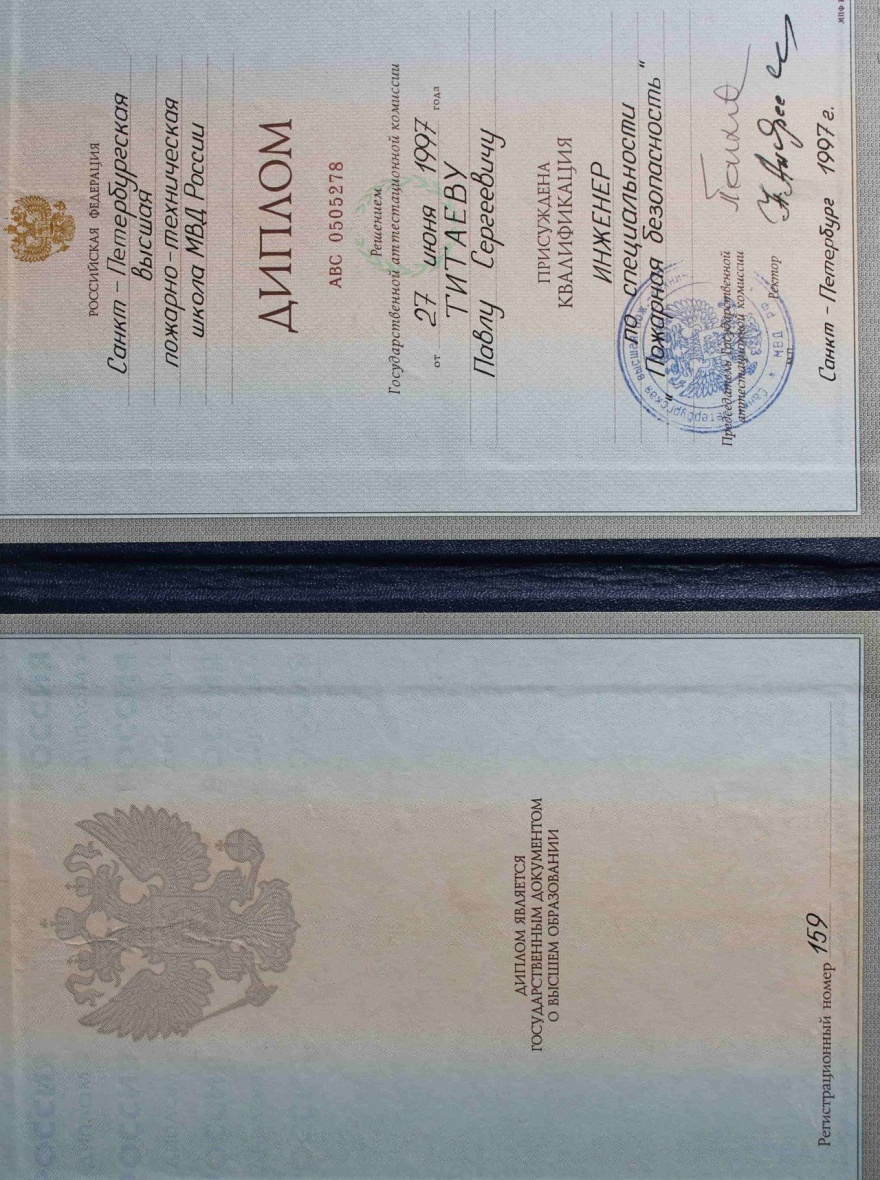 ДИПЛОМ ЯВЛЯЕТСЯ
ГОСУДАРСТВЕННЫМ ДОКУМЕНТОМ
О ВЫСШЕМ ОБРАЗОВАНИИ
Регистрационный номер 159
РОССИЙСКАЯ ФЕДЕРАЦИЯ
Санкт-Петербургская
высшая
пожарно-техническая
школа МВД России
ДИПЛОМ
АВС 0505278
Решением
Государственной аттестационной комиссии
от 27 июня 1997 года
ТИТАЕВУ
Павлу Сергеевичу
ПРИСУЖДЕНА
КВАЛИФИКАЦИЯ
ИНЖЕНЕР
по специальности
"Пожарная безопасность"
Председатель Государственной
аттестационной комиссии
Ректор
Санкт-Петербург 1997 г.